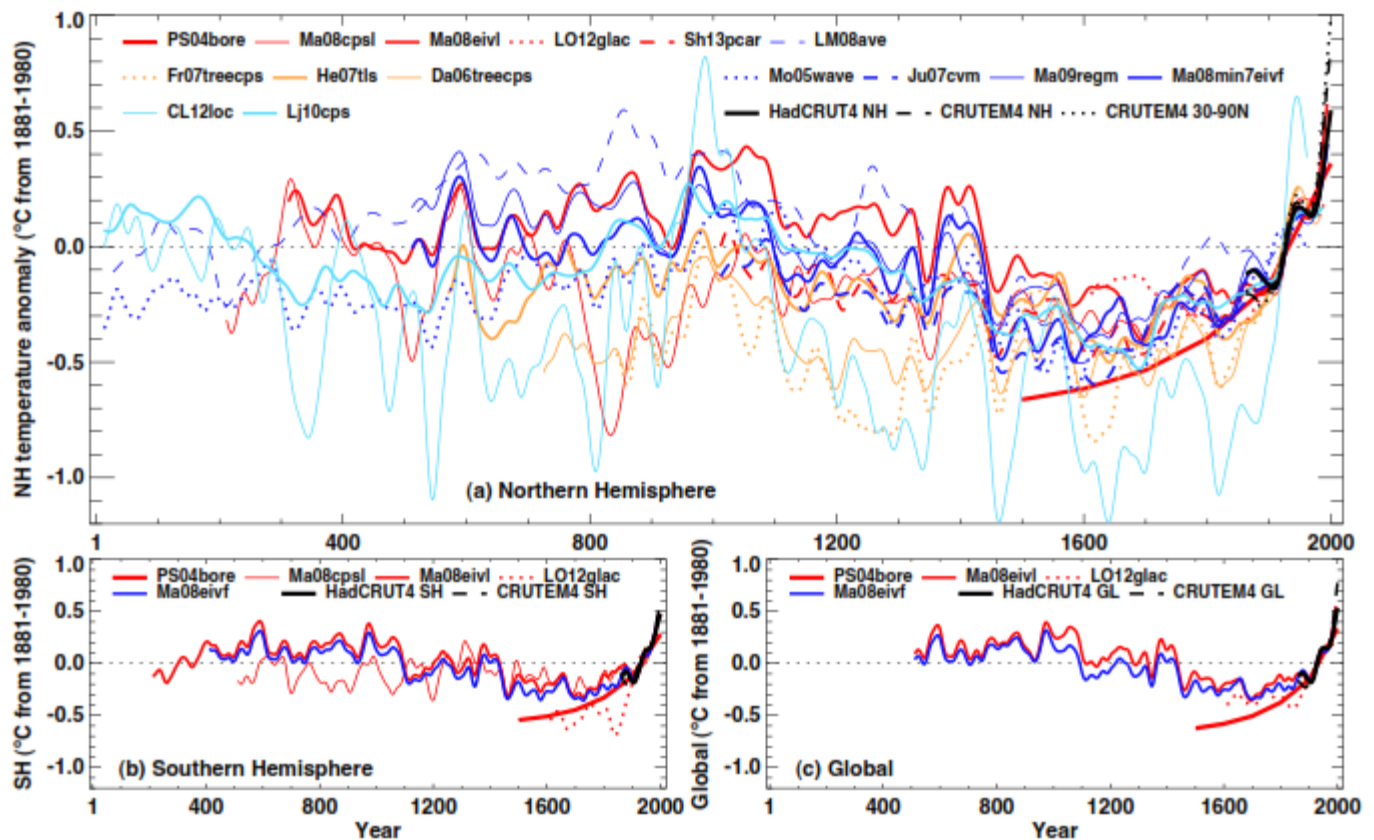 NH temperature anomaly (°C from 1881-1980)
1.0
0.5
0.0
-0.5
-1.0
PS04bore Ma08cpsl Ma08eivl LO12glac Sh13pcar LM08ave
Fr07treecps He07tls Da06treecps Mo05wave Ju07cvm Ma09regm Ma08min7eivf
CL12loc Lj10cps HadCRUT4 NH CRUTEM4 NH CRUTEM4 30-90N
(a) Northern Hemisphere
1 400 800 1200 1600 2000
SH (°C from 1881-1980)
1.0
0.5
0.0
-0.5
-1.0
PS04bore Ma08cpsl Ma08eivl LO12glac
Ma08eivf HadCRUT4 SH CRUTEM4 SH
(b) Southern Hemisphere
1 400 800 1200 1600 2000
Year
Global (°C from 1881-1980)
1.0
0.5
0.0
-0.5
-1.0
PS04bore Ma08eivl LO12glac
Ma08eivf HadCRUT4 GL CRUTEM4 GL
(c) Global
1 400 800 1200 1600 2000
Year